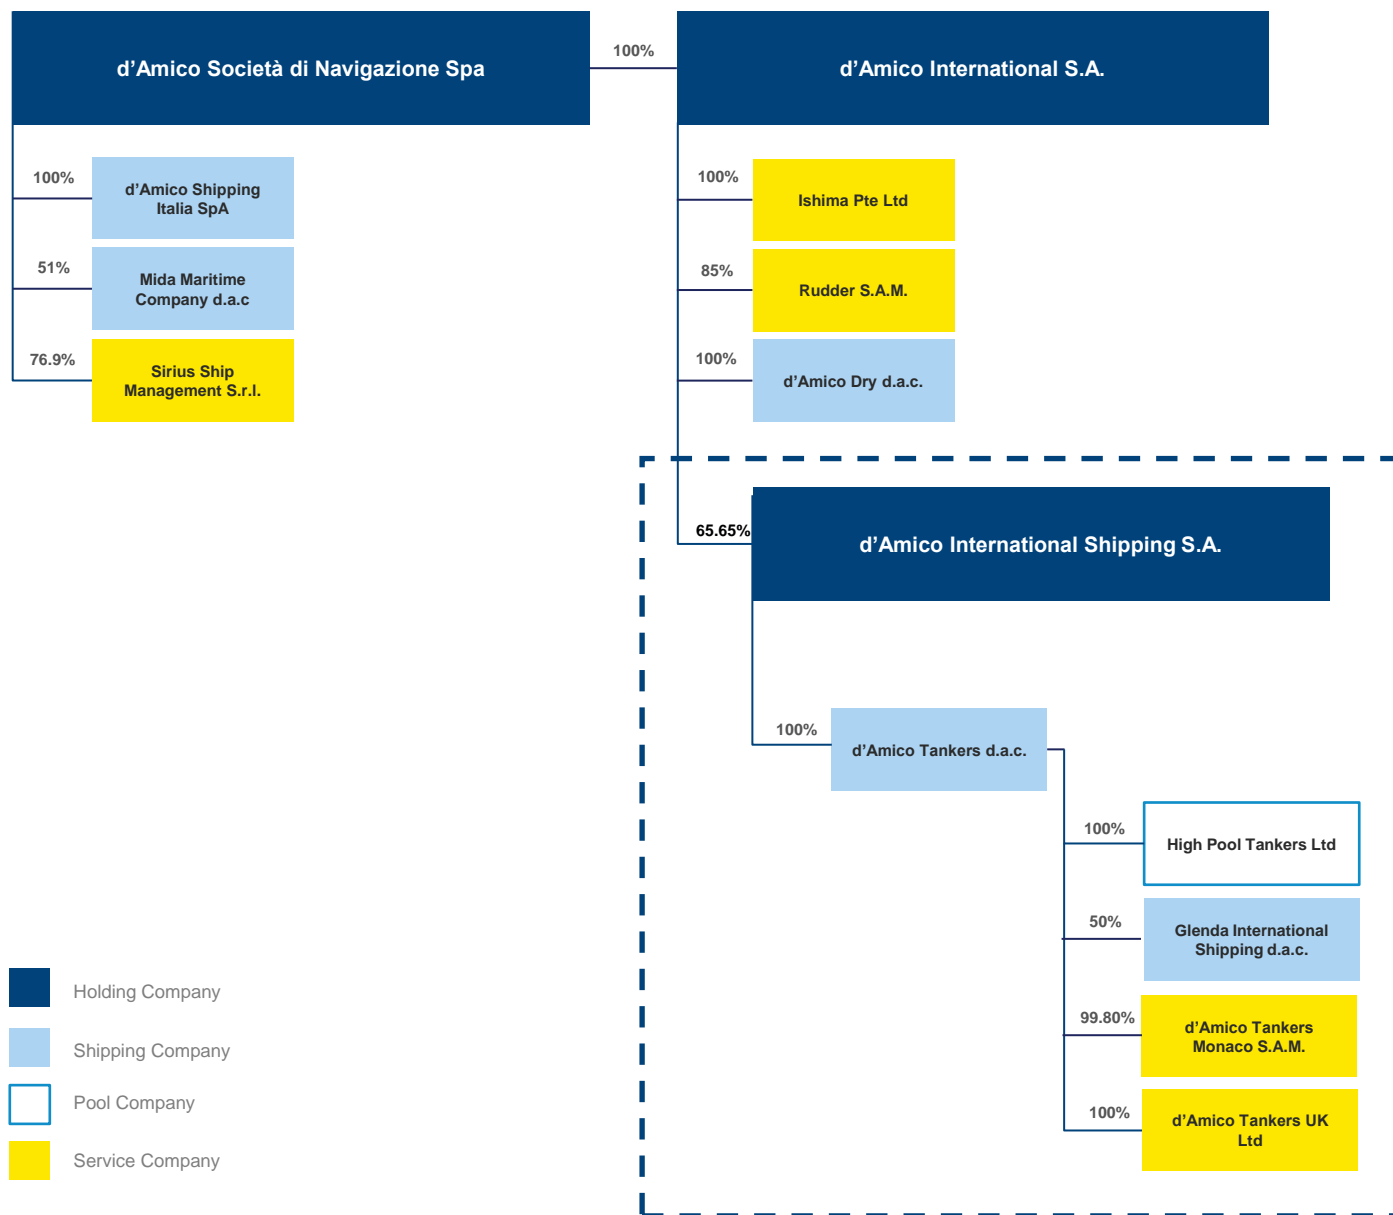 d'Amico Società di Navigazione Spa
100%
d'Amico International S.A.
100%
d'Amico Shipping
Italia SpA
51%
Mida Maritime
Company d.a.c
76.9%
Sirius Ship
Management S.r.l.
100%
Ishima Pte Ltd
85%
Rudder S.A.M.
100%
d'Amico Dry d.a.c.
65.65%
d'Amico International Shipping S.A.
100%
d'Amico Tankers d.a.c.
100%
High Pool Tankers Ltd
50%
Glenda International
Shipping d.a.c.
99.80%
d'Amico Tankers
Monaco S.A.M.
100%
d'Amico Tankers UK
Ltd
Holding Company
Shipping Company
Pool Company
Service Company